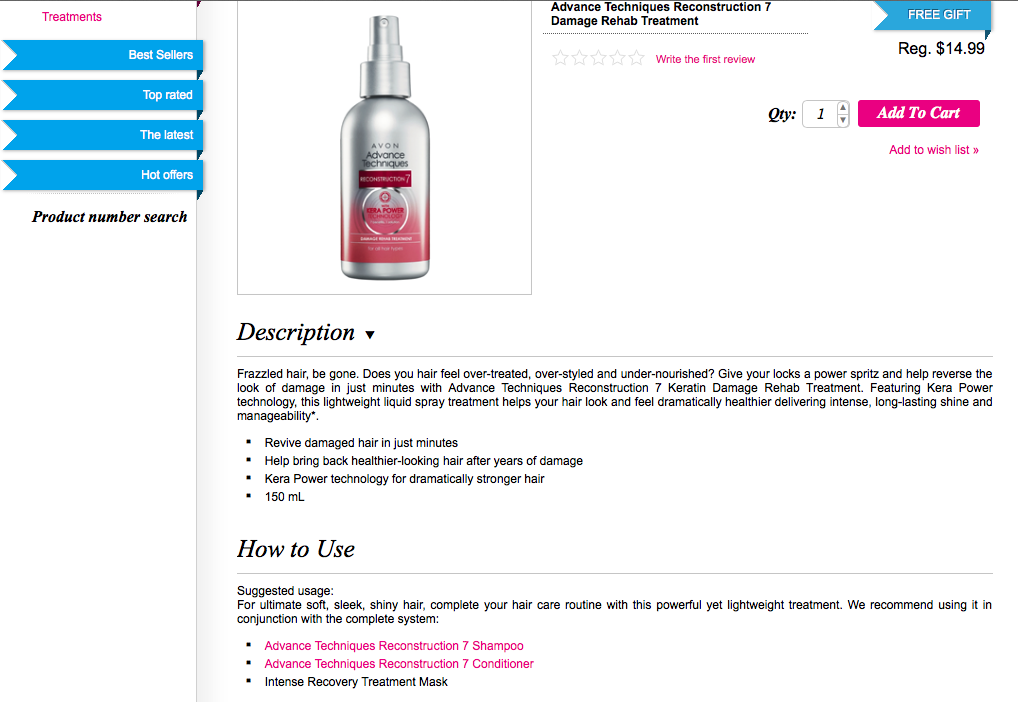 Treatments
Best Sellers
Top rated
The latest
Hot offers
Product number search
AVON
Advance
Techniques
RECONSTRUCTION 7
KERA POWER
TECHNOLOGY
DAMAGE REHAB TREATMENT
for all hair types
Advance Techniques Reconstruction 7
Damage Rehab Treatment
Write the first review
FREE GIFT
Reg. $14.99
Qty: 1 Add To Cart
Add to wish list »
Description
Frazzled hair, be gone. Does you hair feel over-treated, over-styled and under-nourished? Give your locks a power spritz and help reverse the
look of damage in just minutes with Advance Techniques Reconstruction 7 Keratin Damage Rehab Treatment. Featuring Kera Power
technology, this lightweight liquid spray treatment helps your hair look and feel dramatically healthier delivering intense, long-lasting shine and
manageability*.
Revive damaged hair in just minutes
Help bring back healthier-looking hair after years of damage
Kera Power technology for dramatically stronger hair
150 mL
How to Use
Suggested usage:
For ultimate soft, sleek, shiny hair, complete your hair care routine with this powerful yet lightweight treatment. We recommend using it in
conjunction with the complete system:
Advance Techniques Reconstruction 7 Shampoo
Advance Techniques Reconstruction 7 Conditioner
Intense Recovery Treatment Mask